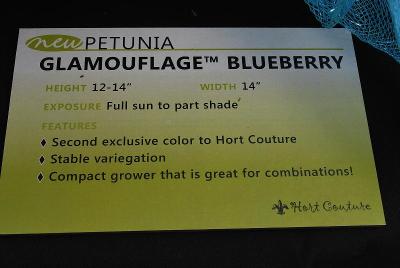 new PETUNIA
GLAMOUFLAGE™ BLUEBERRY
HEIGHT 12-14" WIDTH 14"
EXPOSURE Full sun to part shade
FEATURES
♦ Second exclusive color to Hort Couture
♦ Stable variegation
♦ Compact grower that is great for combinations!
Hort Couture